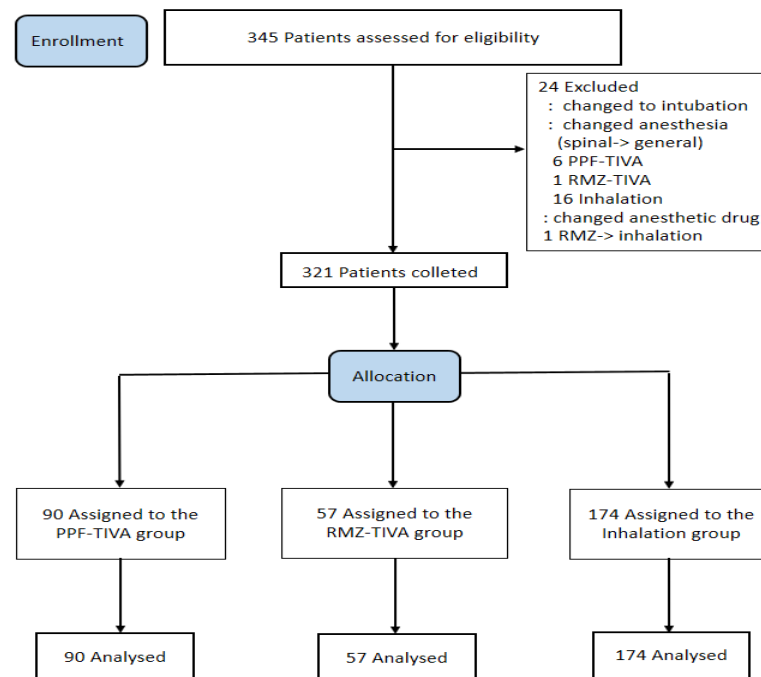 Enrollment
345 Patients assessed for eligibility
24 Excluded
: changed to intubation
: changed anesthesia
(spinal-> general)
6 PPF-TIVA
1 RMZ-TIVA
16 Inhalation
: changed anesthetic drug
1 RMZ-> inhalation
321 Patients colleted
Allocation
90 Assigned to the
PPF-TIVA group
57 Assigned to the
RMZ-TIVA group
174 Assigned to the
Inhalation group
90 Analysed
57 Analysed
174 Analysed